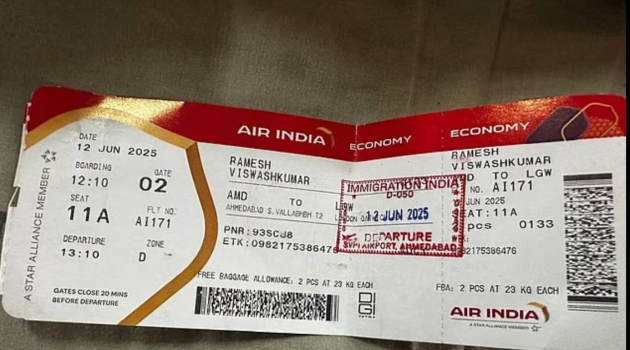 AIR INDIA
ECONOMY
ECONOMY
DATE
12 JUN 2025
BOARDING
12:10
GATE
02
SEAT
11A
FLT NO.
AI171
DEPARTURE
13:10
ZONE
D
GATES CLOSE 20 MINS
BEFORE DEPARTURE
A STAR ALLIANCE MEMBER
RAMESH
VISWASHKUMAR
AMD TO LGW
AHMEDABAD S.VALLABHBH T2
PNR:93SCJ8
ETK:0982175386476
FREE BAGGAGE ALLOWANCE: 2 PCS AT 23 KG EACH
DIGI
YATRA
IMMIGRATION INDIA
D-050
12 JUN 2025
DEPARTURE
SVPI AIRPORT, AHMEDABAD
RAMESH
VISWASHKUMAR
TO LGW
NO. AI171
JUN 2025
SEAT:11A
pcs 0133
82175386476
FBA: 2 PCS AT 23 KG EACH
AIR INDIA
A STAR ALLIANCE MEMBER